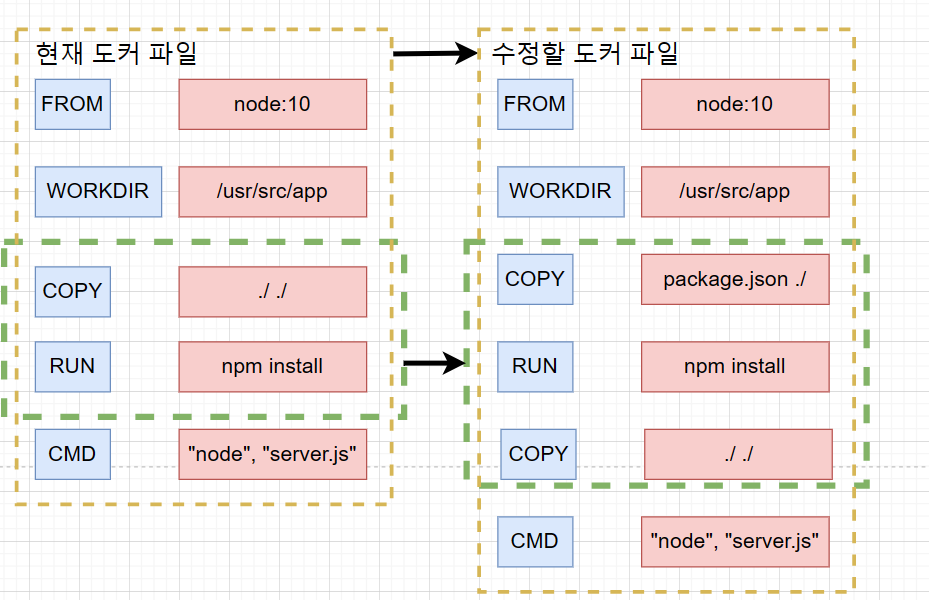 현재 도커 파일
FROM node:10
WORKDIR /usr/src/app
COPY ./ ./
RUN npm install
CMD "node", "server.js"
수정할 도커 파일
FROM node:10
WORKDIR /usr/src/app
COPY package.json ./
RUN npm install
COPY ./ ./
CMD "node", "server.js"